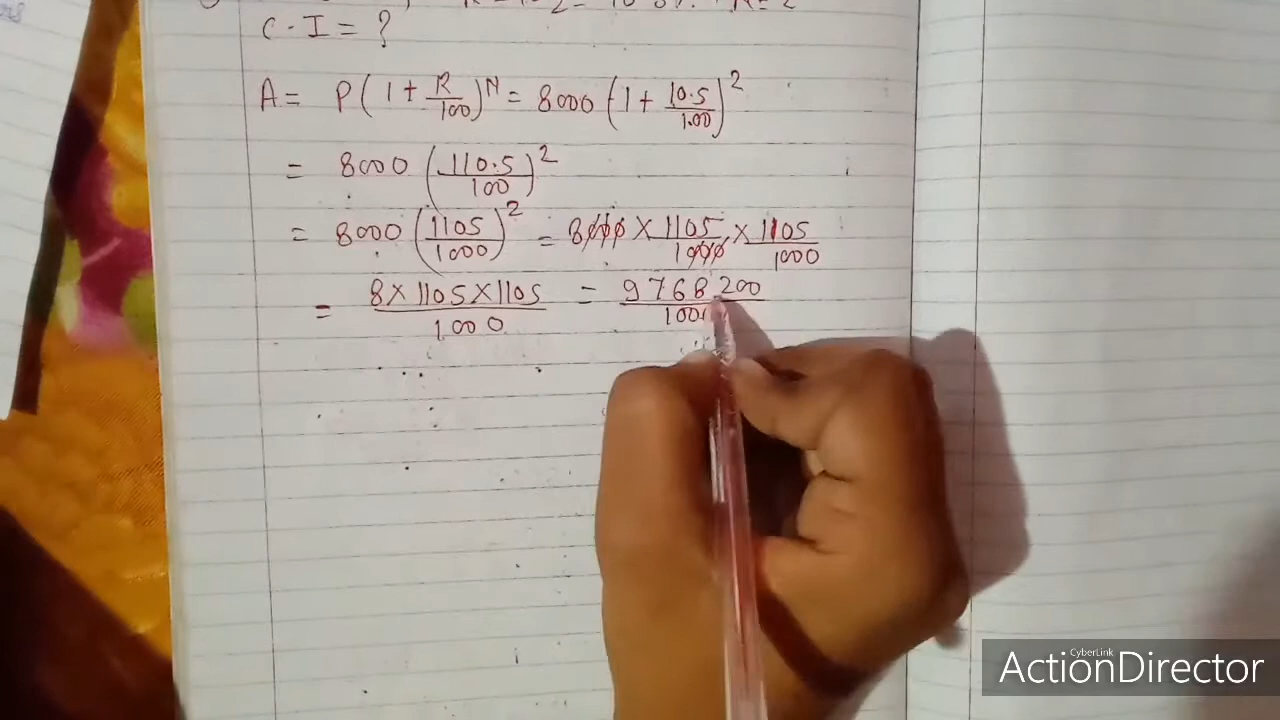 C.I = ?
A = P(1 + R/100)^N = 8000(1 + 10.5/100)^2
= 8000(110.5/100)^2
= 8000(1105/1000)^2 = 8000 × 1105/1000 × 1105/1000
= 8×1105×1105/1000 = 9768200/1000
CyberLink
ActionDirector